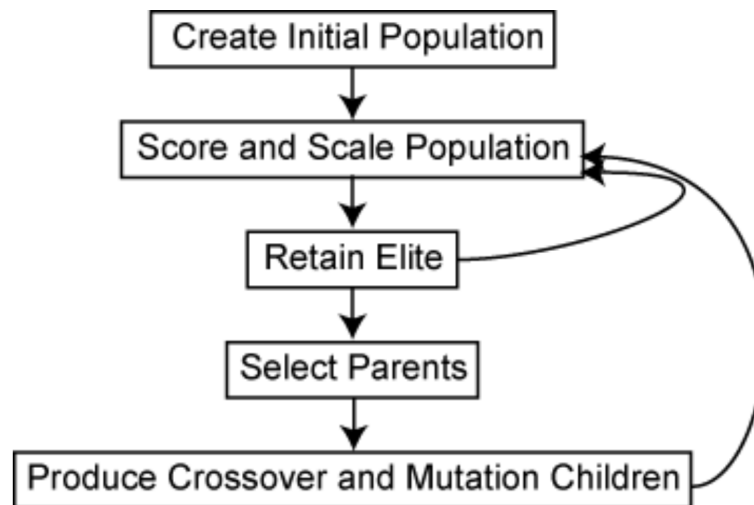 Create Initial Population
Score and Scale Population
Retain Elite
Select Parents
Produce Crossover and Mutation Children